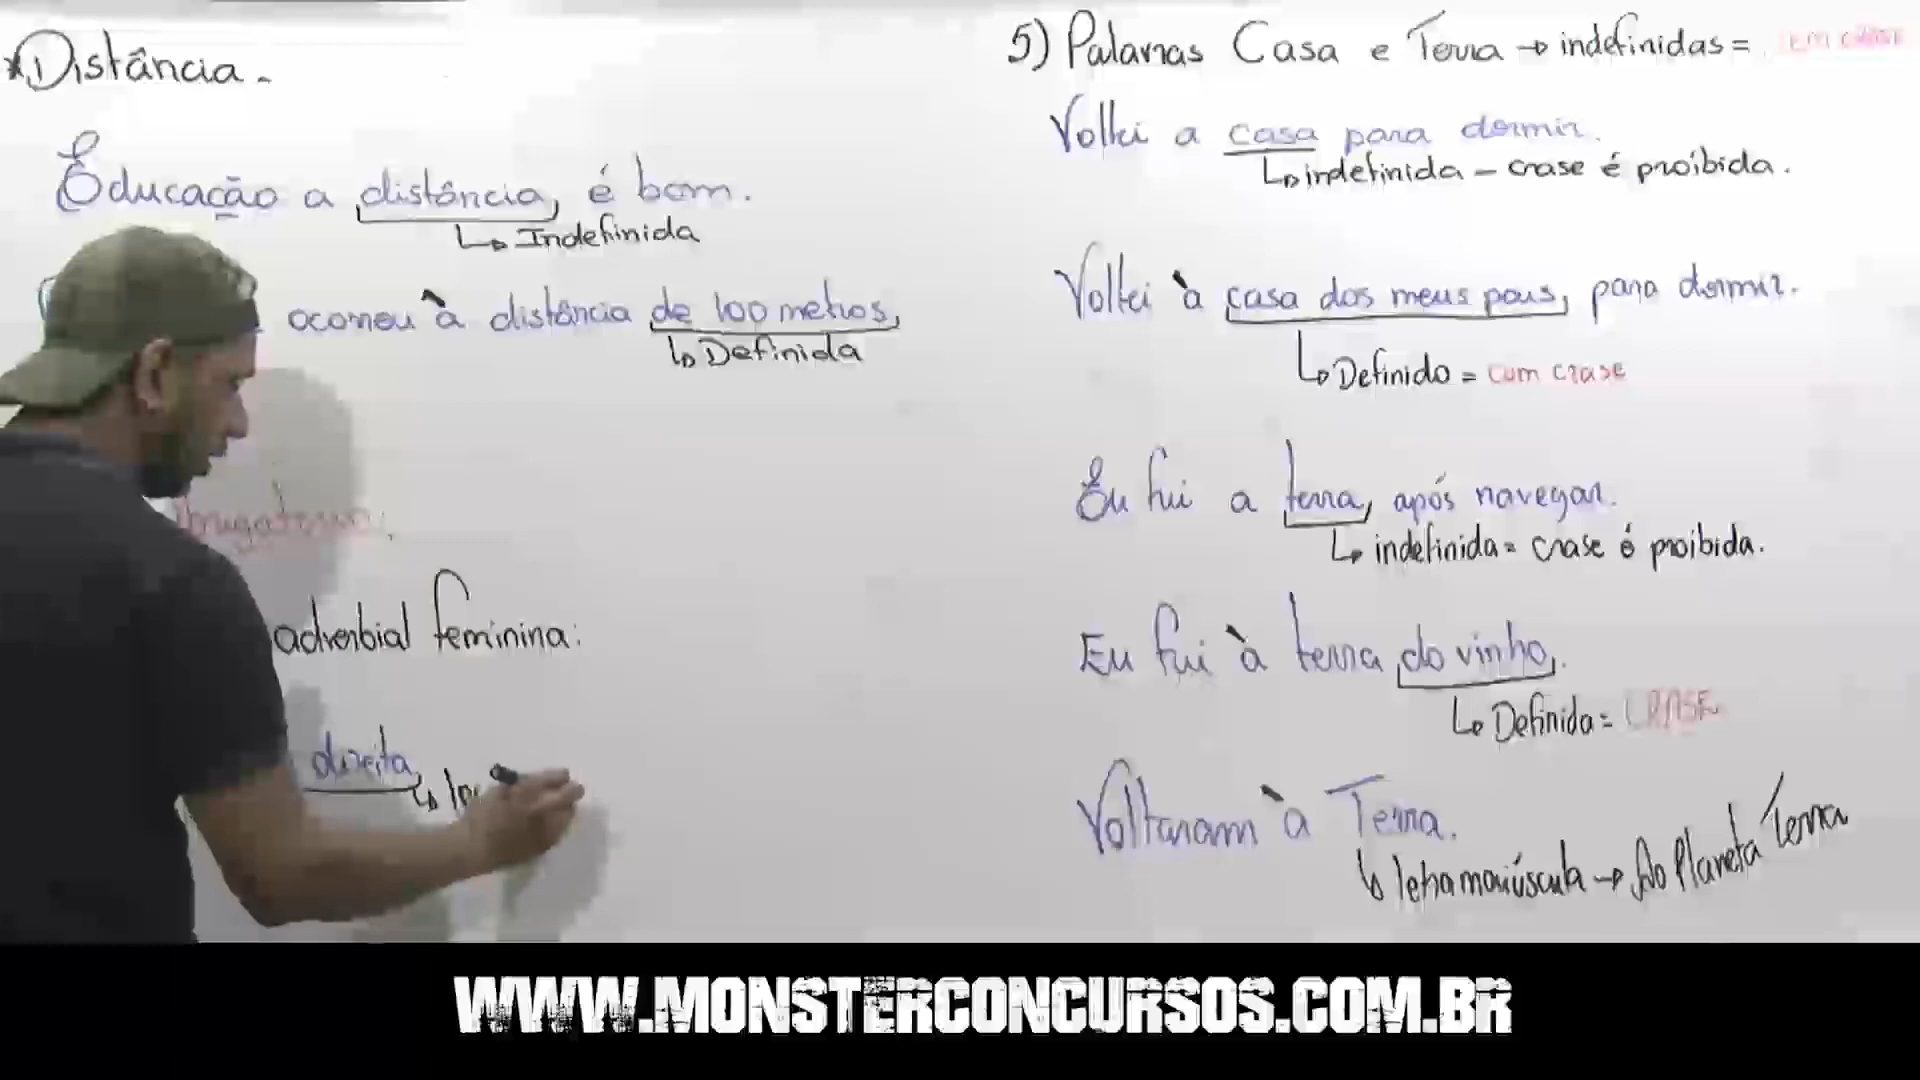 *Distância.
Educação a distância, é bom.
↳ Indefinida
ocorreu à distância de 100 metros,
↳ Definida
adverbial feminina:
direita,
5) Palavras Casa e Terra → indefinidas = SEM CRASE
Voltei a casa para dormir.
↳ indefinida - crase é proibida.
Voltei à casa dos meus pais, para dormir.
↳ Definido = com crase
Eu fui a terra, após navegar.
↳ indefinida = crase é proibida.
Eu fui à terra do vinho.
↳ Definida = CRASE
Voltaram à Terra.
↳ letra maiúscula → Ao Planeta Terra
WWW.MONSTERCONCURSOS.COM.BR